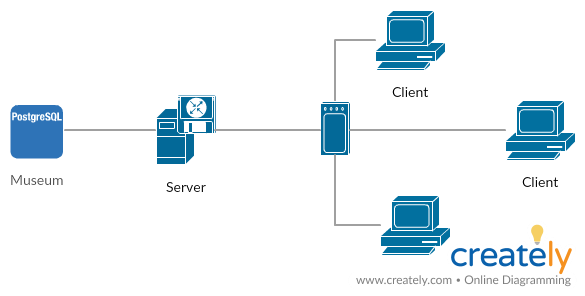 PostgreSQL
Museum
Server
Client
Client
creately
www.creately.com • Online Diagramming